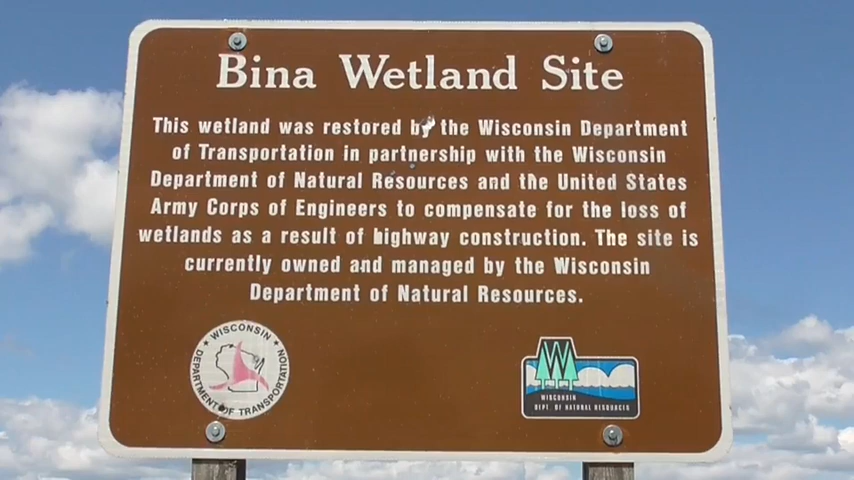 Bina Wetland Site
This wetland was restored by the Wisconsin Department
of Transportation in partnership with the Wisconsin
Department of Natural Resources and the United States
Army Corps of Engineers to compensate for the loss of
wetlands as a result of highway construction. The site is
currently owned and managed by the Wisconsin
Department of Natural Resources.
WISCONSIN
DEPARTMENT OF TRANSPORTATION
W
WISCONSIN
DEPT. OF NATURAL RESOURCES